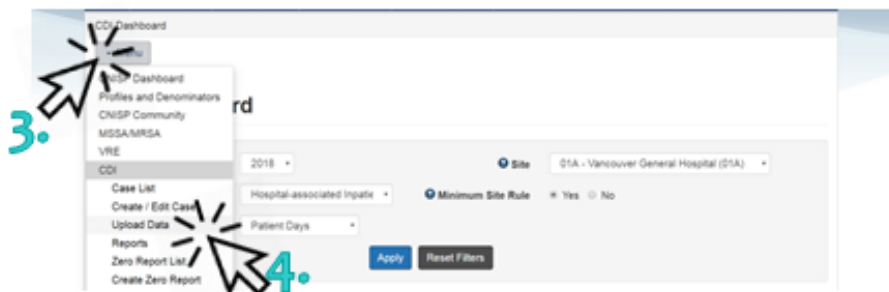 CDI Dashboard
Menu
CNISP Dashboard
Profiles and Denominators
rd
CNISP Community
3.
MSSA/MRSA
VRE
CDI
2018
Site
01A - Vancouver General Hospital (01A)
Case List
Hospital-associated Inpatie
Minimum Site Rule
Yes
No
Create / Edit Case
Upload Data
Patient Days
Reports
Zero Report List
4.
Apply
Reset Filters
Create Zero Report